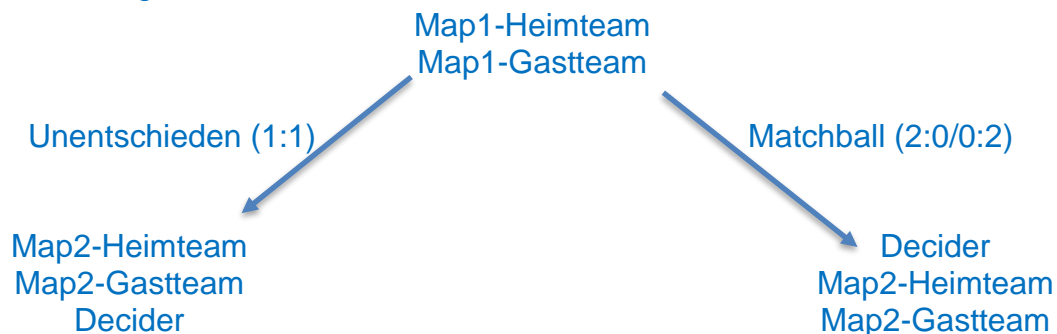 Map1-Heimteam
Map1-Gastteam
Unentschieden (1:1)
Matchball (2:0/0:2)
Map2-Heimteam
Map2-Gastteam
Decider
Decider
Map2-Heimteam
Map2-Gastteam